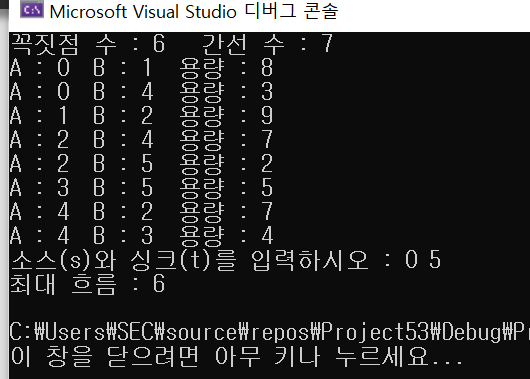 Microsoft Visual Studio 디버그 콘솔
꼭짓점 수 : 6 간선 수 : 7
A : 0 B : 1 용량 : 8
A : 0 B : 4 용량 : 3
A : 1 B : 2 용량 : 9
A : 2 B : 4 용량 : 7
A : 2 B : 5 용량 : 2
A : 3 B : 5 용량 : 5
A : 4 B : 2 용량 : 7
A : 4 B : 3 용량 : 4
소스(s)와 싱크(t)를 입력하시오 : 0 5
최대 흐름 : 6
C:₩Users₩SEC₩source₩repos₩Project53₩Debug₩Pr
이 창을 닫으려면 아무 키나 누르세요...